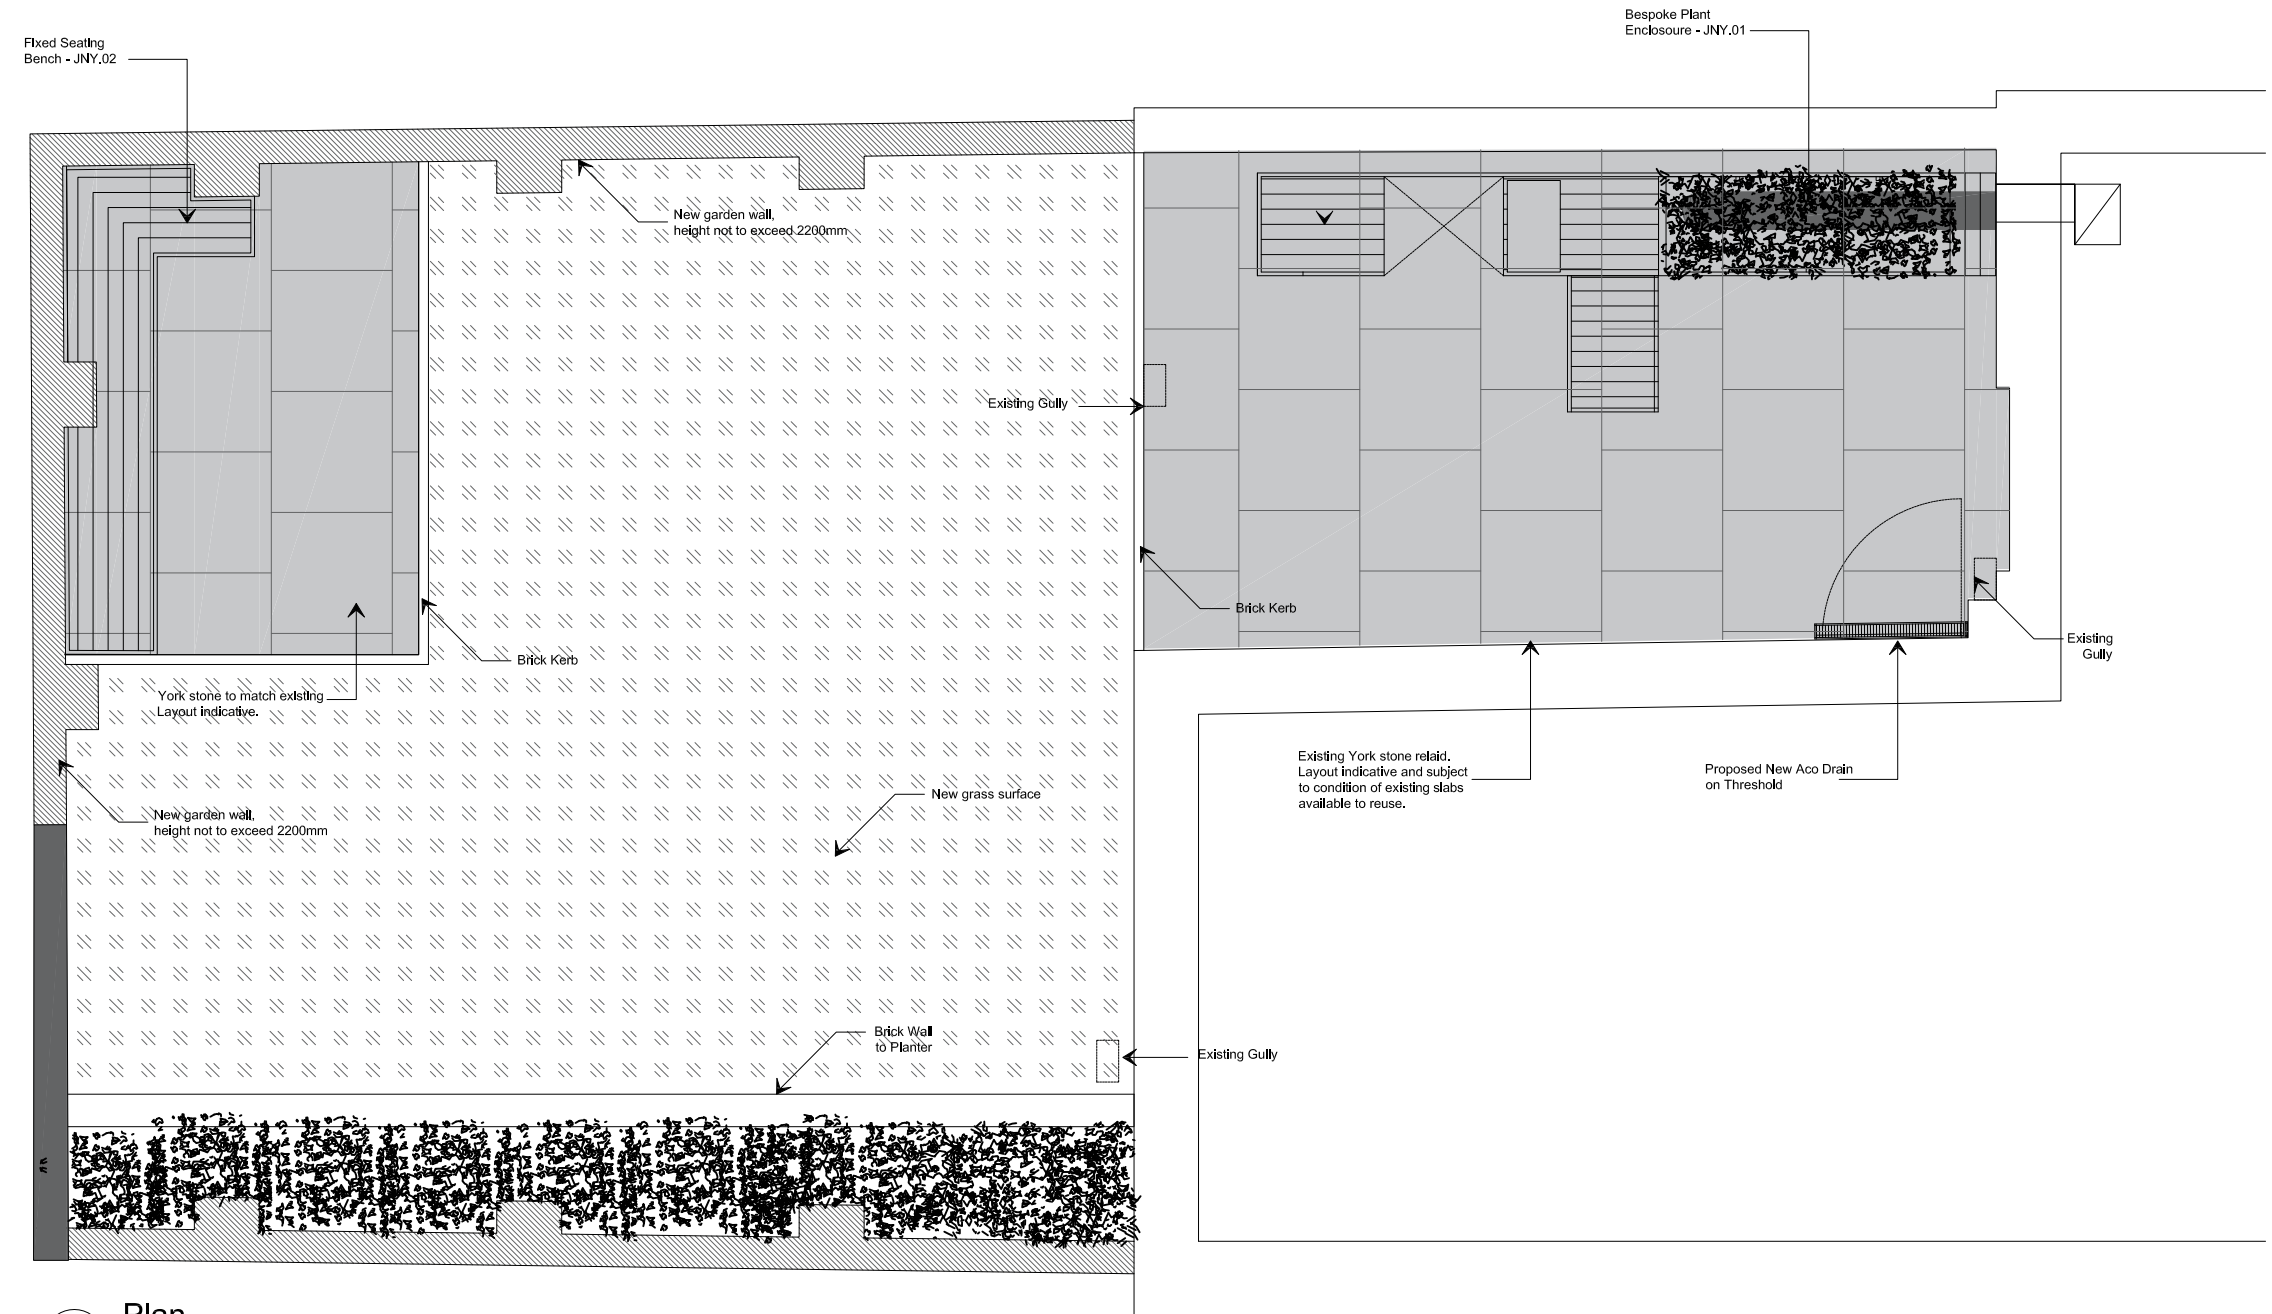 Bespoke Plant
Enclosoure - JNY.01
Fixed Seating
Bench - JNY.02
New garden wall,
height not to exceed 2200mm
Existing Gully
Brick Kerb
Existing
Gully
Brick Kerb
York stone to match existing
Layout indicative.
Existing York stone relaid.
Layout indicative and subject
to condition of existing slabs
available to reuse.
Proposed New Aco Drain
on Threshold
New grass surface
New garden wall,
height not to exceed 2200mm
Brick Wall
to Planter
Existing Gully
Plan